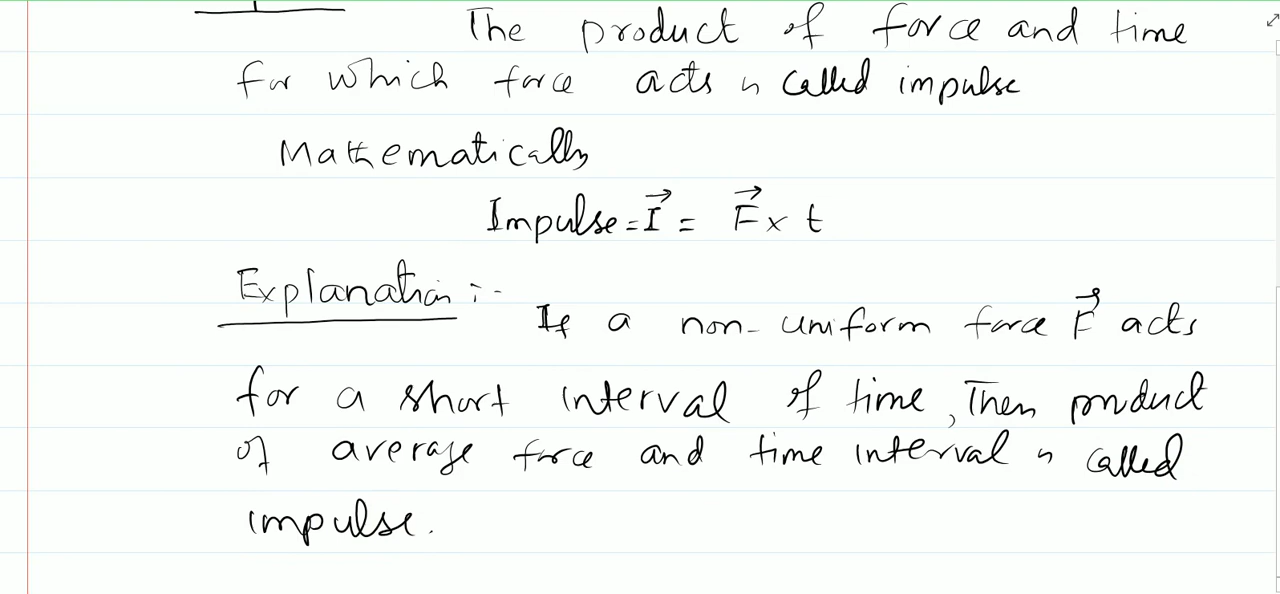 The product of force and time
for which force acts is called impulse
Mathematically
Impulse = I⃗ = F⃗ × t
Explanation :-
If a non-uniform force F⃗ acts
for a short interval of time, Then product
of average force and time interval is called
impulse.